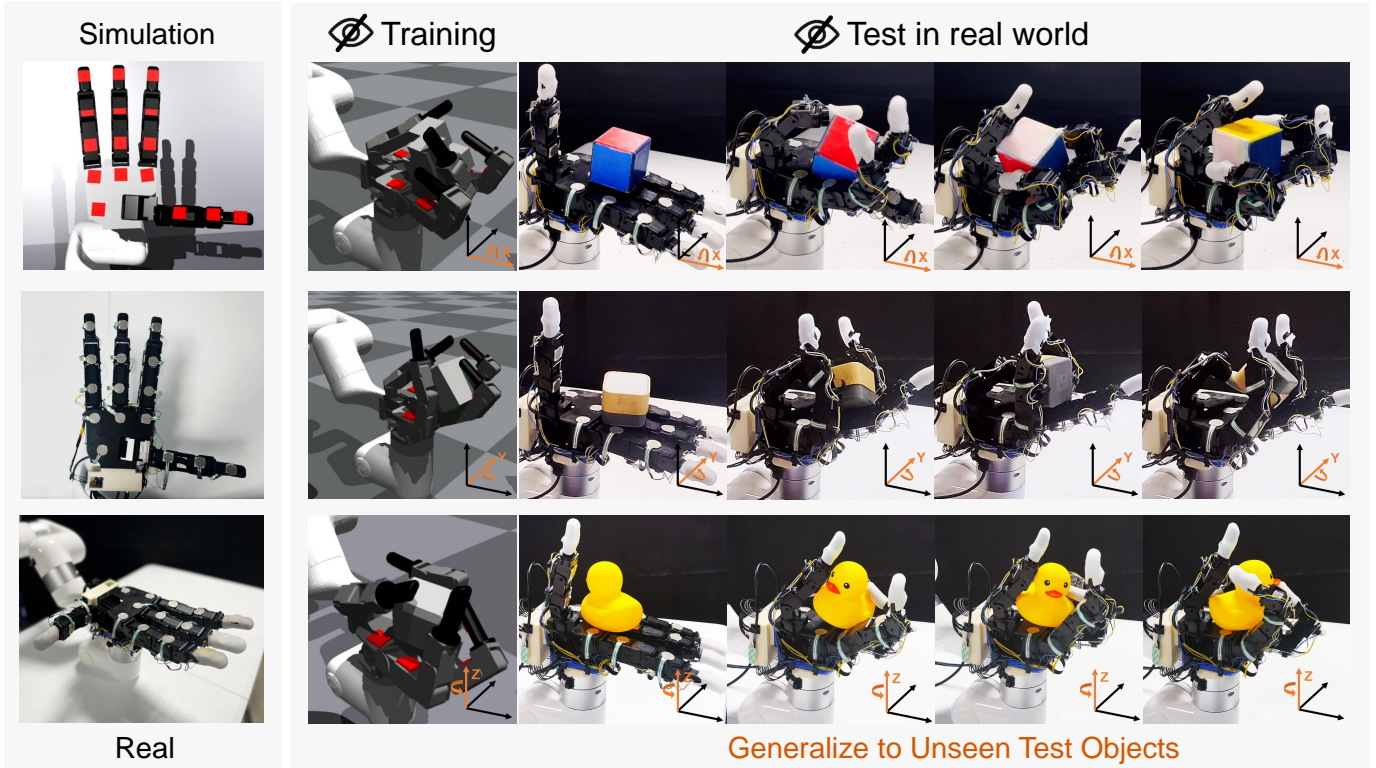 Simulation
Training
Test in real world
X
X
X
X
X
Y
Y
Y
Y
Y
Z
Z
Z
Z
Z
Real
Generalize to Unseen Test Objects